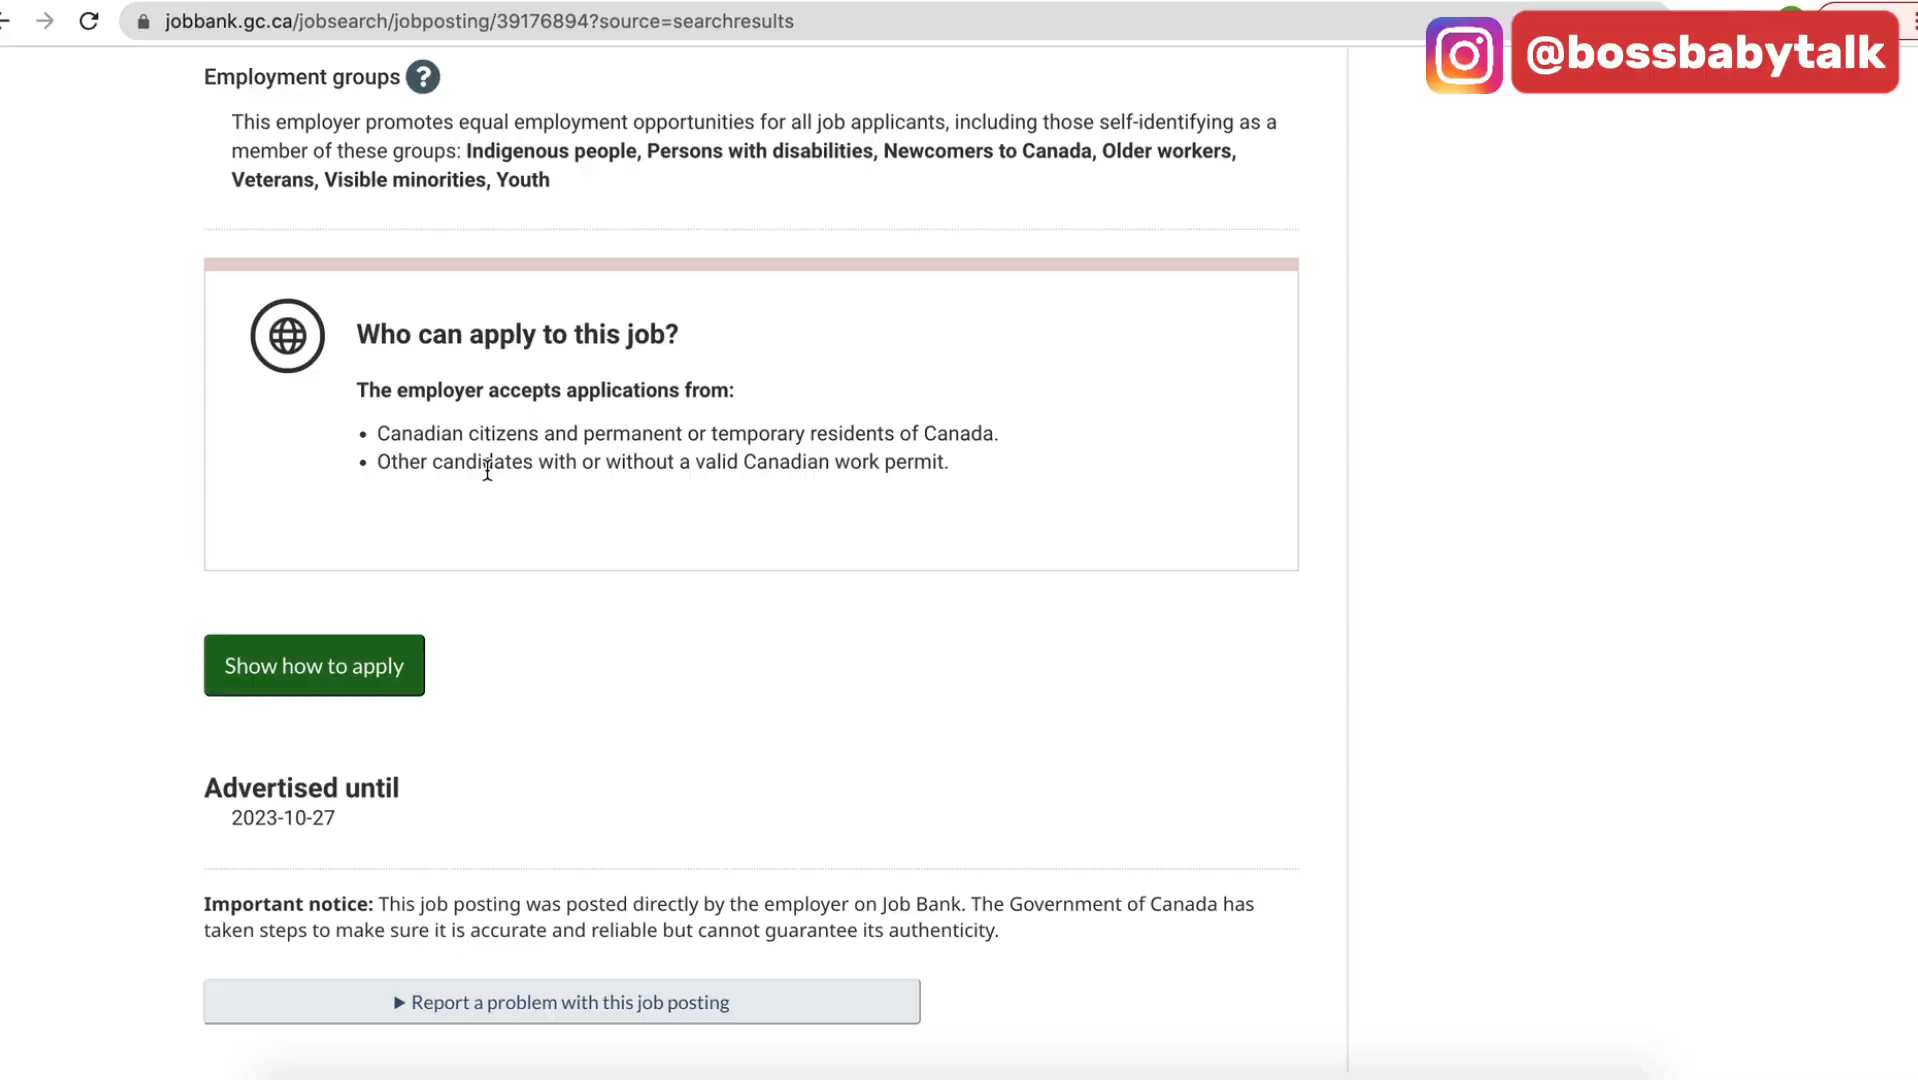 jobbank.gc.ca/jobsearch/jobposting/39176894?source=searchresults
@bossbabytalk
Employment groups ?
This employer promotes equal employment opportunities for all job applicants, including those self-identifying as a
member of these groups: Indigenous people, Persons with disabilities, Newcomers to Canada, Older workers,
Veterans, Visible minorities, Youth
Who can apply to this job?
The employer accepts applications from:
• Canadian citizens and permanent or temporary residents of Canada.
• Other candidates with or without a valid Canadian work permit.
Show how to apply
Advertised until
2023-10-27
Important notice: This job posting was posted directly by the employer on Job Bank. The Government of Canada has
taken steps to make sure it is accurate and reliable but cannot guarantee its authenticity.
Report a problem with this job posting